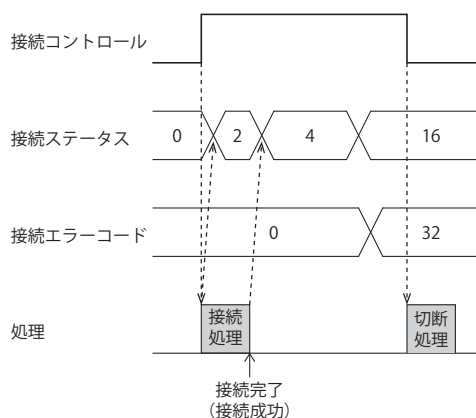 接続コントロール
接続ステータス
0
2
4
16
接続エラーコード
0
32
処理
接続
処理
切断
処理
接続完了
（接続成功）